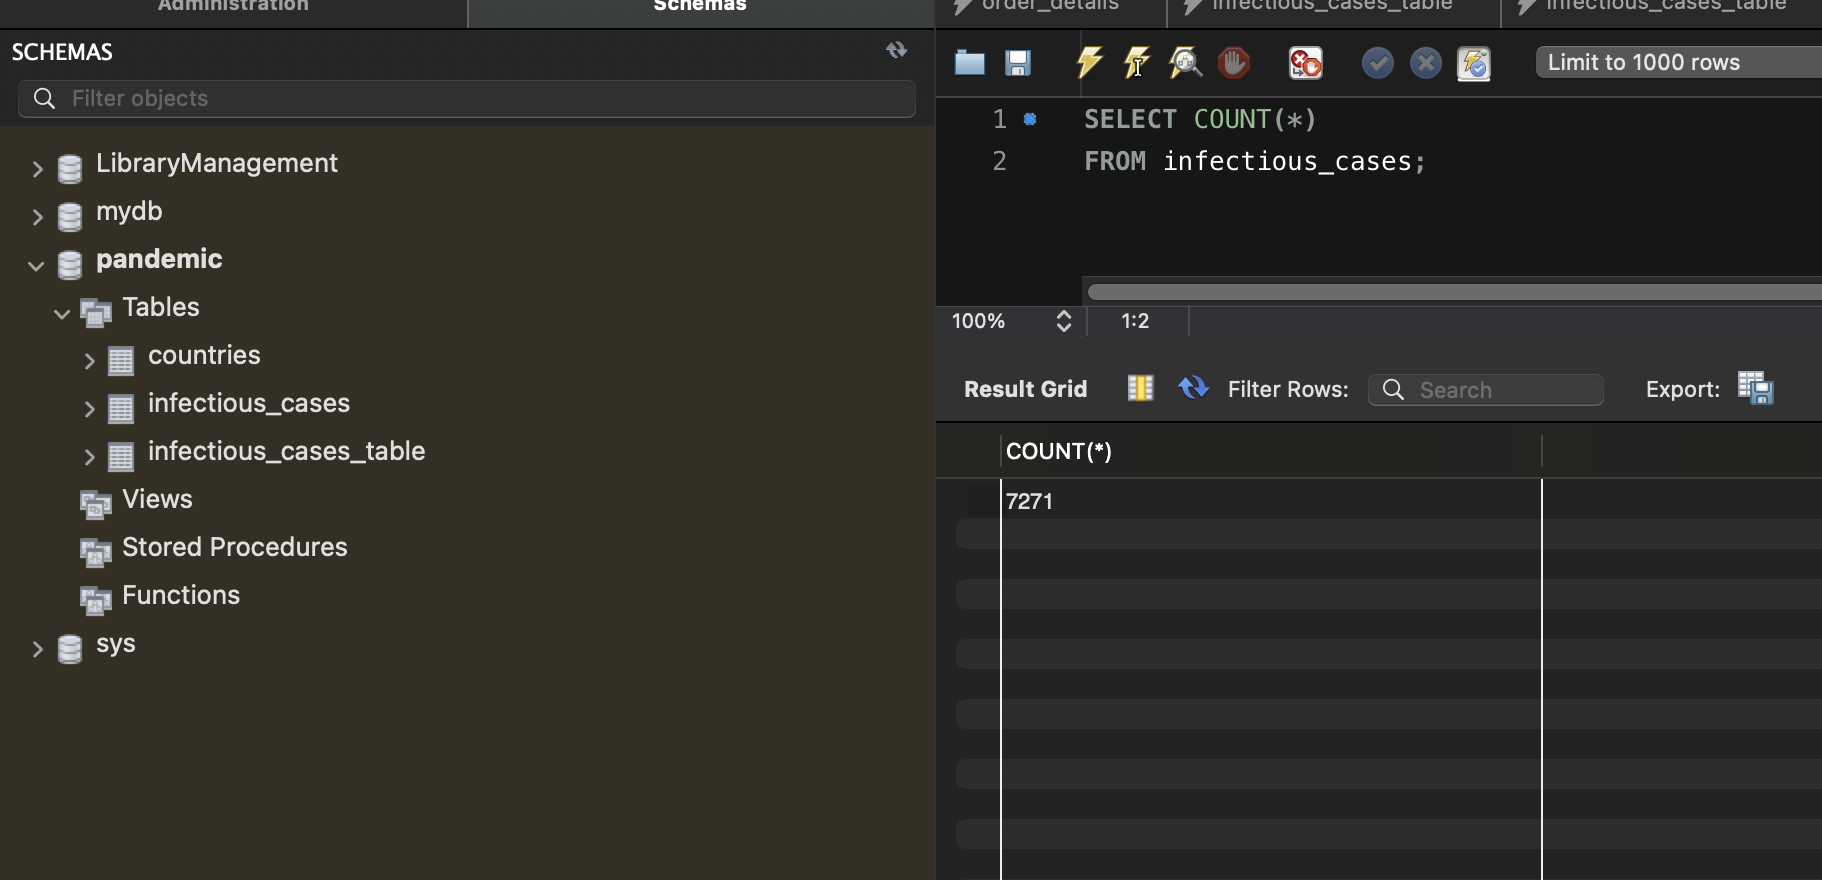 Administration
Schemas
SCHEMAS
Filter objects
LibraryManagement
mydb
pandemic
Tables
countries
infectious_cases
infectious_cases_table
Views
Stored Procedures
Functions
sys
order_details
infectious_cases_table
infectious_cases_table
Limit to 1000 rows
1 SELECT COUNT(*)
2 FROM infectious_cases;
100% 1:2
Result Grid Filter Rows: Search Export:
COUNT(*)
7271